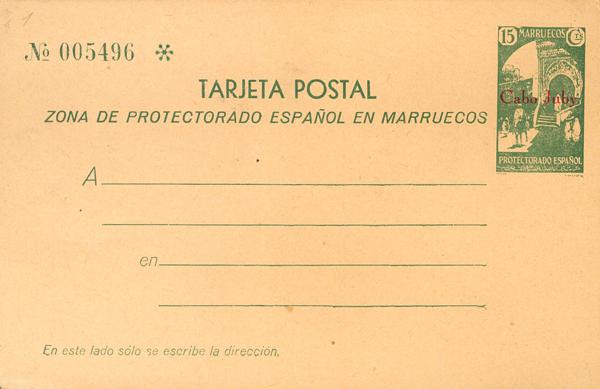 Nº 005496 *
TARJETA POSTAL
ZONA DE PROTECTORADO ESPAÑOL EN MARRUECOS
15 MARRUECOS CTS
Cabo Juby
PROTECTORADO ESPAÑOL
A
en
En este lado sólo se escribe la dirección.